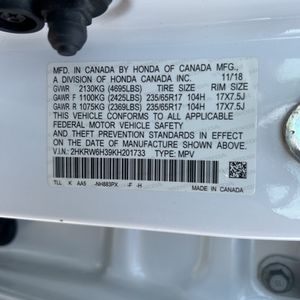 MFD. IN CANADA BY HONDA OF CANADA
A DIVISION OF HONDA CANADA INC. 11/18
GVWR 2130KG (4695LBS) TIRE SIZE RIM SIZE
GAWR F 1100KG (2425LBS) 235/65R17 104H 17X7.5J
GAWR R 1075KG (2369LBS) 235/65R17 104H 17X7.5J
THIS VEHICLE CONFORMS TO ALL APPLICABLE
FEDERAL MOTOR VEHICLE SAFETY
AND THEFT PREVENTION STANDARDS IN EFFECT ON
THE DATE OF MANUFACTURE SHOWN ABOVE.
V.I.N.: 2HKRW6H39KH201733 TYPE: MPV
TLL K AA5 -NH883PX -F -H
MADE IN CANADA